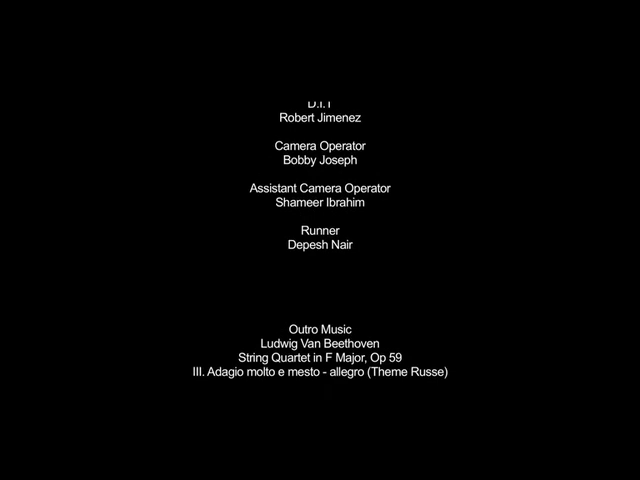 D.I.T
Robert Jimenez
Camera Operator
Bobby Joseph
Assistant Camera Operator
Shameer Ibrahim
Runner
Depesh Nair
Outro Music
Ludwig Van Beethoven
String Quartet in F Major, Op 59
III. Adagio molto e mesto - allegro (Theme Russe)